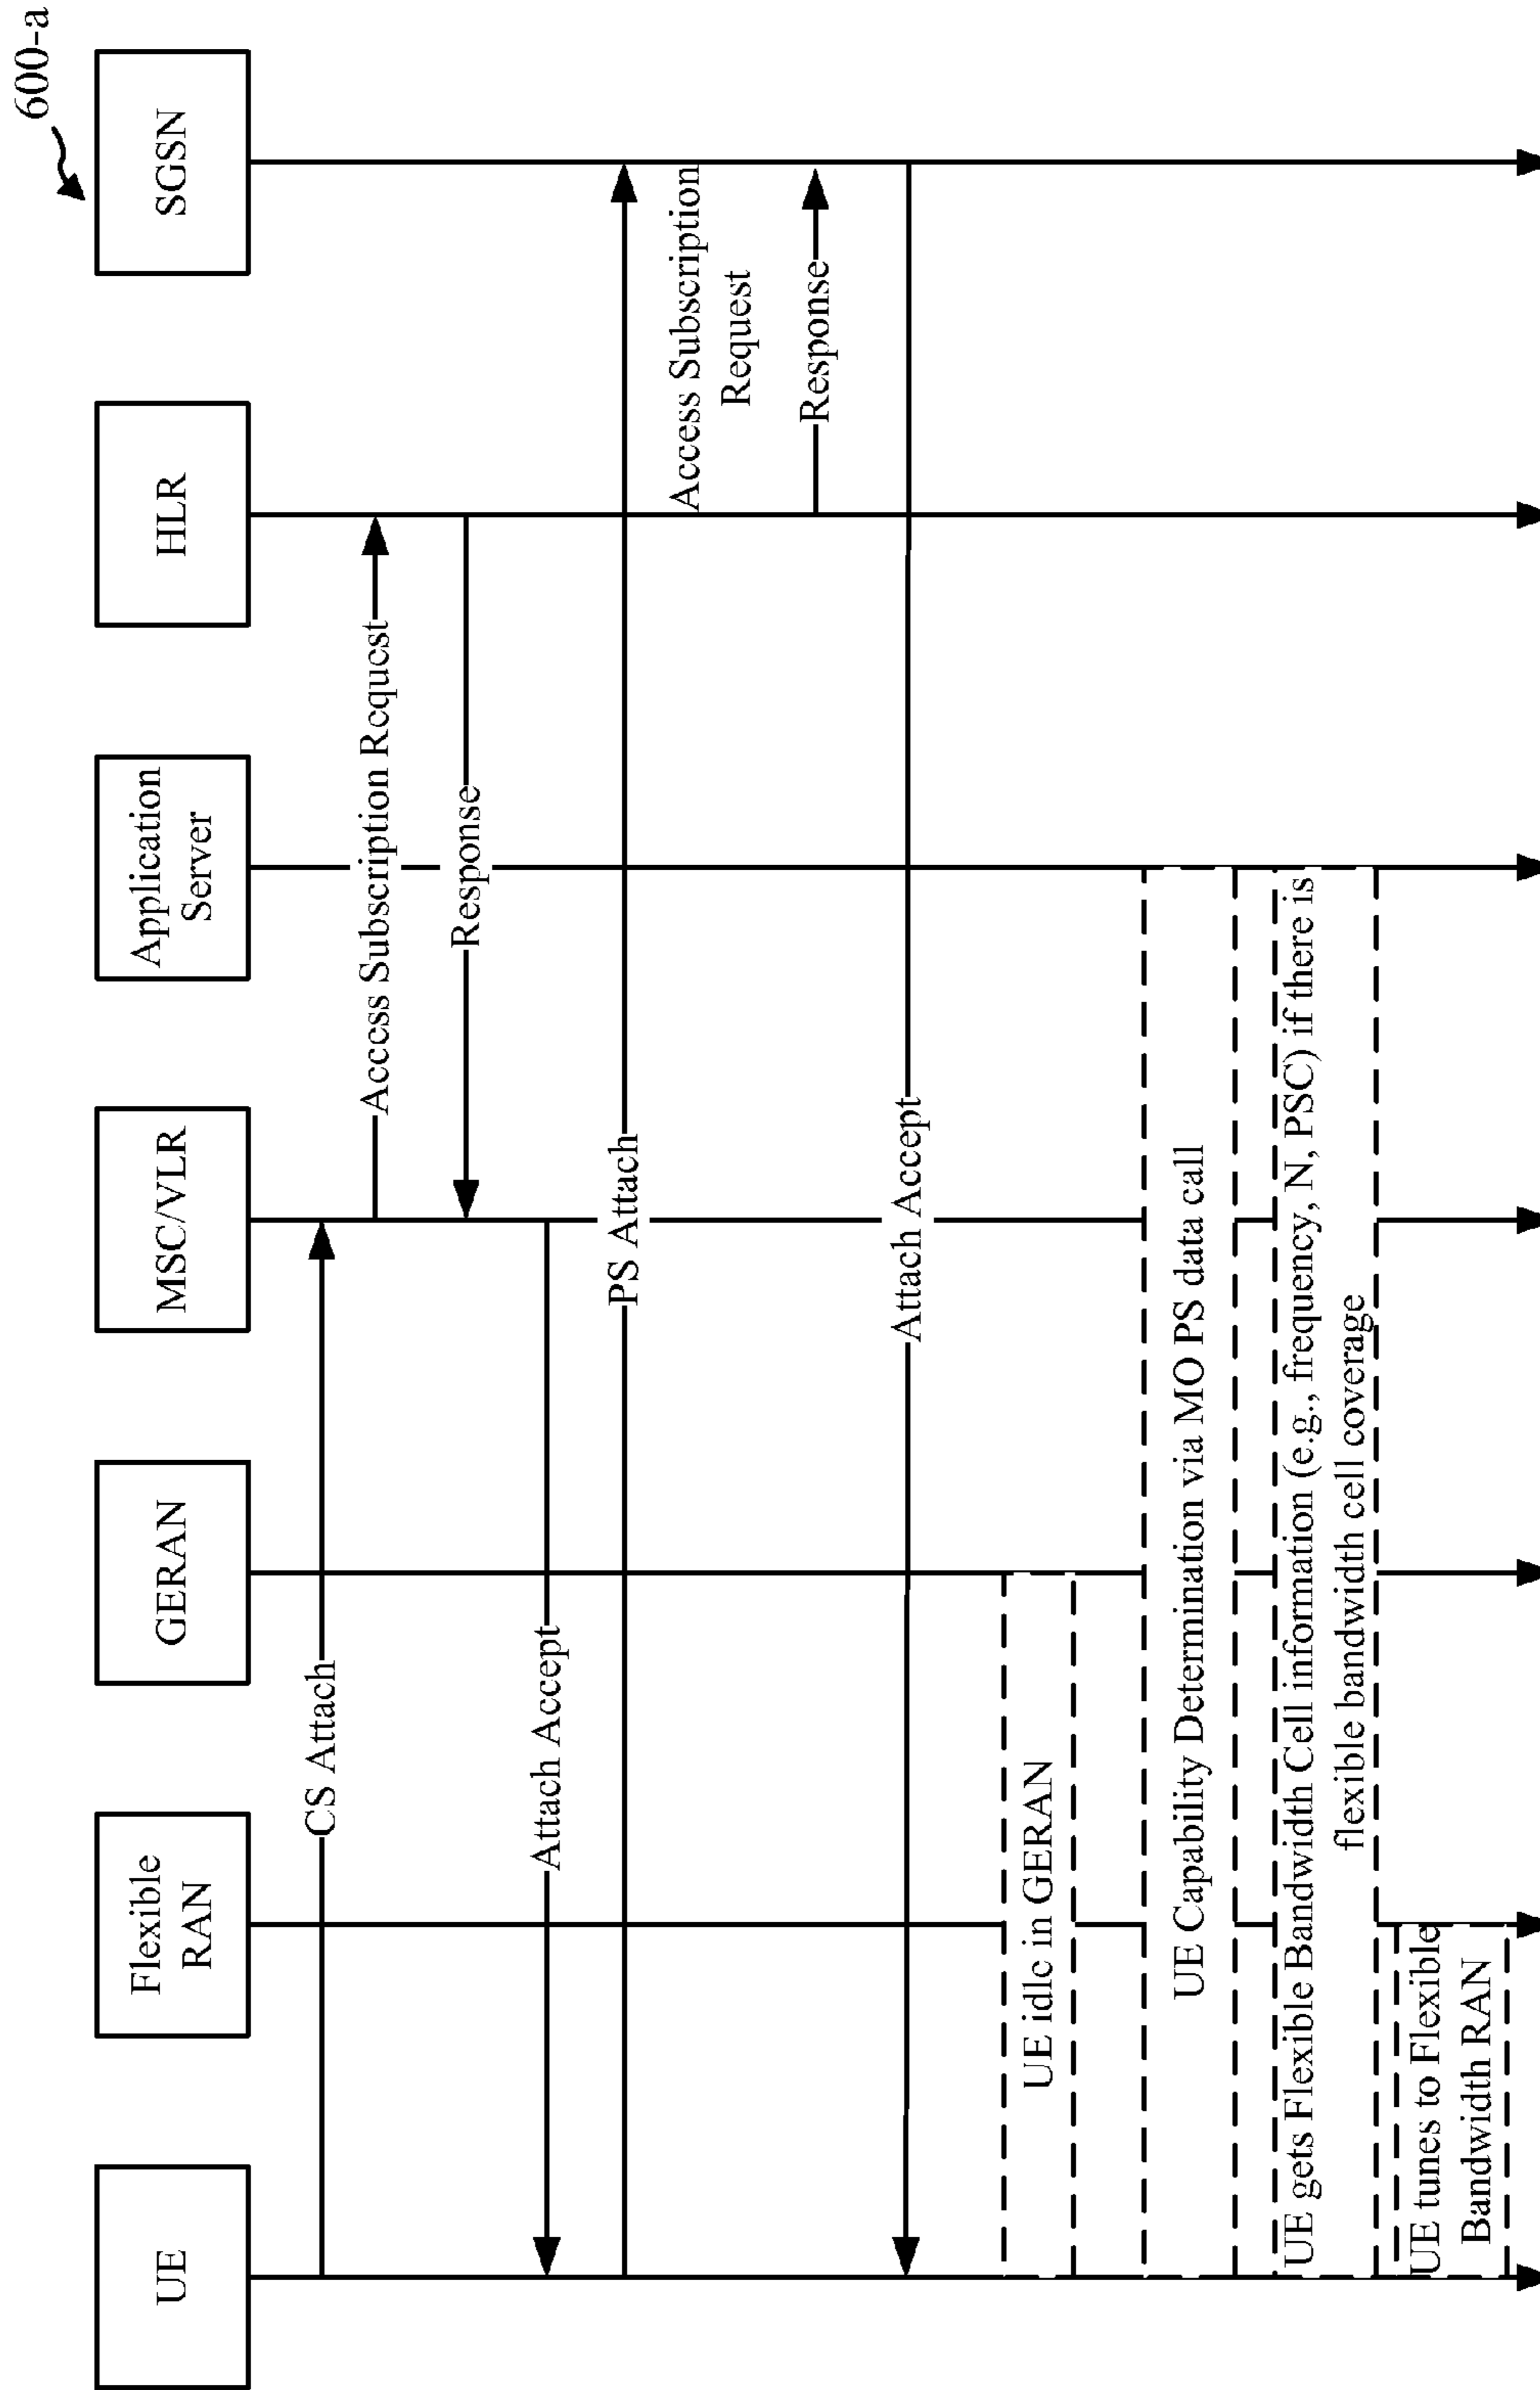 600-a
UE
Flexible
RAN
GERAN
MSC/VLR
Application
Server
HLR
SGSN
CS Attach
Access Subscription Request
Response
Attach Accept
PS Attach
Access Subscription
Request
Response
Attach Accept
UE idle in GERAN
UE Capability Determination via MO PS data call
UE gets Flexible Bandwidth Cell information (e.g., frequency, N, PSC) if there is
flexible bandwidth cell coverage
UE tunes to Flexible
Bandwidth RAN